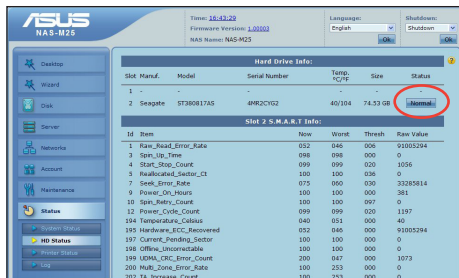 ASUS
NAS-M25
Time: 16:43:29
Firmware Version: 1.00003
NAS Name: NAS-M25
Language:
English
Ok
Shutdown:
Shutdown
Ok
Desktop
Wizard
Disk
Server
Networks
Account
Maintenance
Status
System Status
HD Status
Printer Status
Log
Hard Drive Info:
Slot Manuf. Model Serial Number Temp. °C/°F Size Status
1 - - - - - -
2 Seagate ST380817AS 4MR2CYG2 40/104 74.53 GB Normal
Slot 2 S.M.A.R.T Info:
Id Item Now Worst Thresh Raw Value
1 Raw_Read_Error_Rate 052 046 006 91005294
3 Spin_Up_Time 098 098 000 0
4 Start_Stop_Count 099 099 020 1056
5 Reallocated_Sector_Ct 100 100 036 0
7 Seek_Error_Rate 075 060 030 33285814
9 Power_On_Hours 100 100 000 381
10 Spin_Retry_Count 100 100 097 0
12 Power_Cycle_Count 099 099 020 1197
194 Temperature_Celsius 040 051 000 40
195 Hardware_ECC_Recovered 052 046 000 91005294
197 Current_Pending_Sector 100 100 000 0
198 Offline_Uncorrectable 100 100 000 0
199 UDMA_CRC_Error_Count 200 047 000 1073
200 Multi_Zone_Error_Rate 100 253 000 0
202 TA_Increase_Count 100 253 000 0